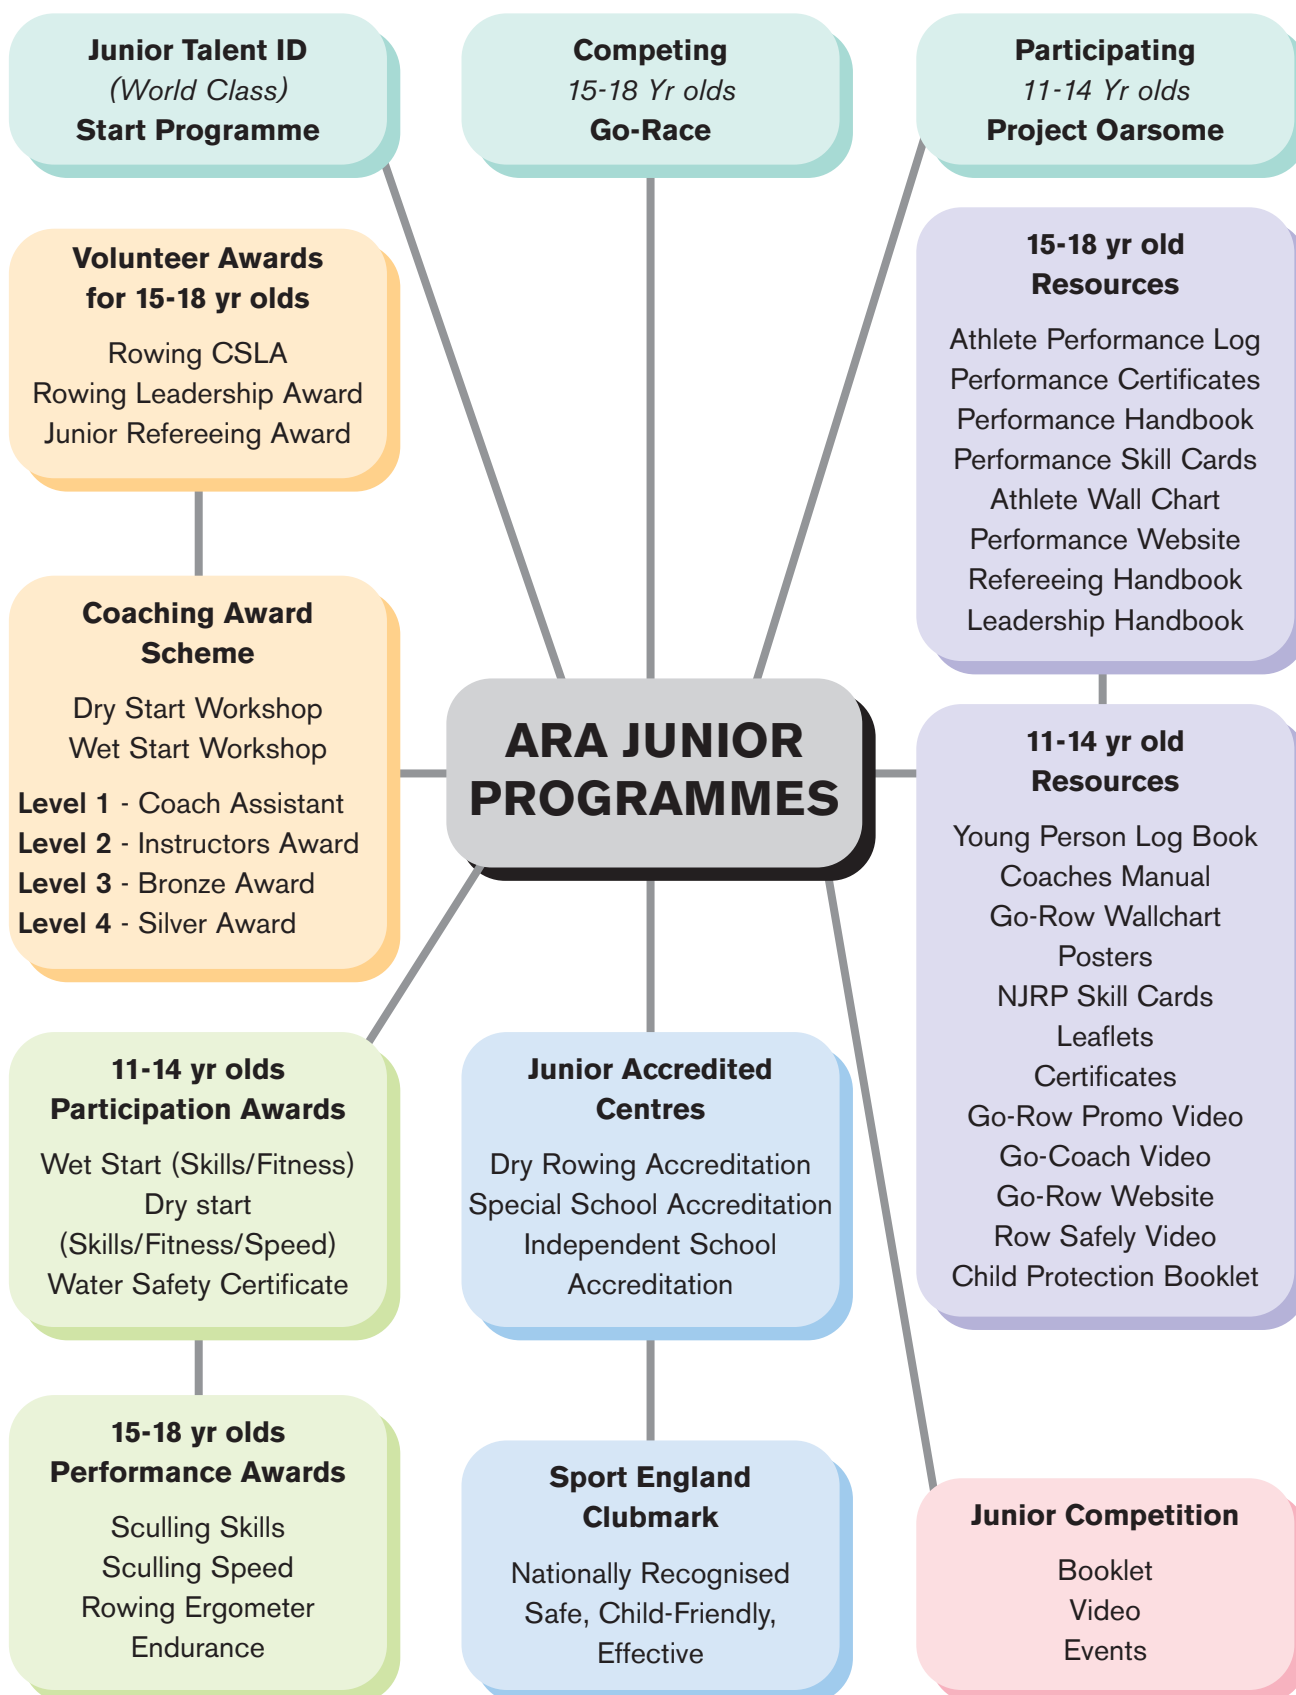 Junior Talent ID
(World Class)
Start Programme
Competing
15-18 Yr olds
Go-Race
Participating
11-14 Yr olds
Project Oarsome
Volunteer Awards
for 15-18 yr olds
Rowing CSLA
Rowing Leadership Award
Junior Refereeing Award
15-18 yr old
Resources
Athlete Performance Log
Performance Certificates
Performance Handbook
Performance Skill Cards
Athlete Wall Chart
Performance Website
Refereeing Handbook
Leadership Handbook
Coaching Award
Scheme
Dry Start Workshop
Wet Start Workshop
Level 1 - Coach Assistant
Level 2 - Instructors Award
Level 3 - Bronze Award
Level 4 - Silver Award
ARA JUNIOR
PROGRAMMES
11-14 yr old
Resources
Young Person Log Book
Coaches Manual
Go-Row Wallchart
Posters
NJRP Skill Cards
Leaflets
Certificates
Go-Row Promo Video
Go-Coach Video
Go-Row Website
Row Safely Video
Child Protection Booklet
11-14 yr olds
Participation Awards
Wet Start (Skills/Fitness)
Dry start
(Skills/Fitness/Speed)
Water Safety Certificate
Junior Accredited
Centres
Dry Rowing Accreditation
Special School Accreditation
Independent School
Accreditation
15-18 yr olds
Performance Awards
Sculling Skills
Sculling Speed
Rowing Ergometer
Endurance
Sport England
Clubmark
Nationally Recognised
Safe, Child-Friendly,
Effective
Junior Competition
Booklet
Video
Events